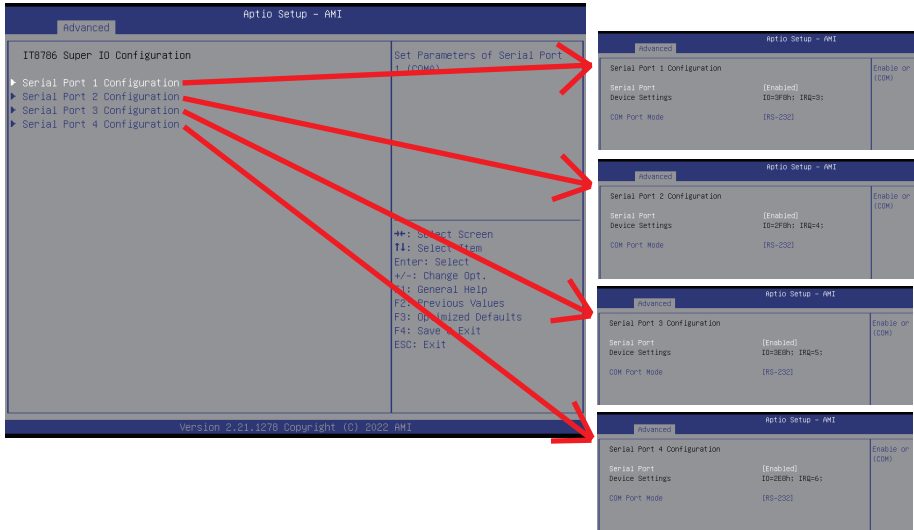 Aptio Setup – AMI
Advanced
IT8786 Super IO Configuration
Serial Port 1 Configuration
Serial Port 2 Configuration
Serial Port 3 Configuration
Serial Port 4 Configuration
Set Parameters of Serial Port
1 (COMA)
: Select Screen
↑↓: Select Item
Enter: Select
+/-: Change Opt.
F1: General Help
F2: Previous Values
F3: Optimized Defaults
F4: Save & Exit
ESC: Exit
Version 2.21.1278 Copyright (C) 2022 AMI
Aptio Setup – AMI
Advanced
Serial Port 1 Configuration
Serial Port [Enabled]
Device Settings IO=3F8h; IRQ=3;
COM Port Mode [RS-232]
Enable or
(COM)
Aptio Setup – AMI
Advanced
Serial Port 2 Configuration
Serial Port [Enabled]
Device Settings IO=2F8h; IRQ=4;
COM Port Mode [RS-232]
Enable or
(COM)
Aptio Setup – AMI
Advanced
Serial Port 3 Configuration
Serial Port [Enabled]
Device Settings IO=3E8h; IRQ=5;
COM Port Mode [RS-232]
Enable or
(COM)
Aptio Setup – AMI
Advanced
Serial Port 4 Configuration
Serial Port [Enabled]
Device Settings IO=2E8h; IRQ=6;
COM Port Mode [RS-232]
Enable or
(COM)